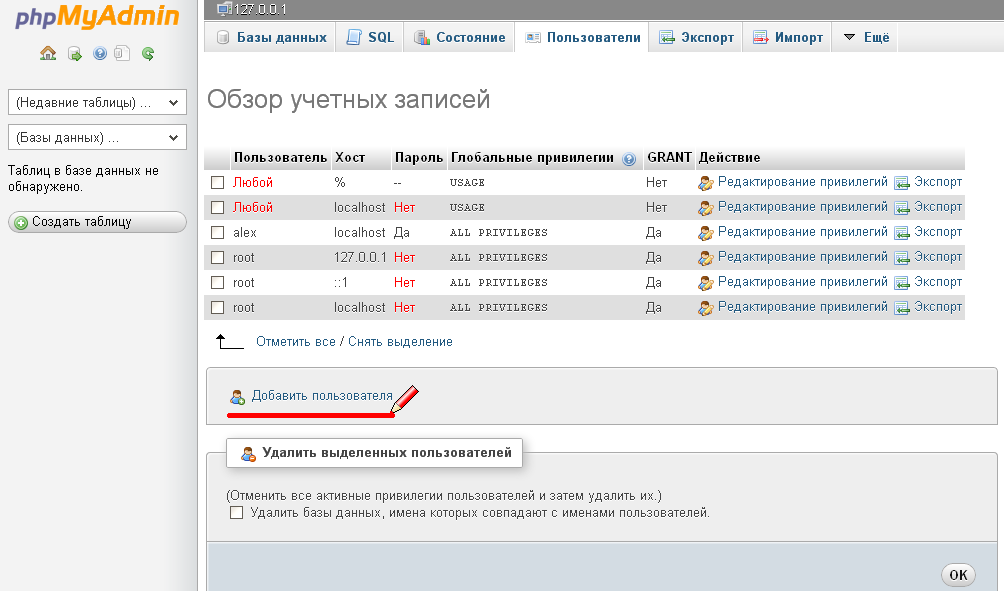 phpMyAdmin
127.0.0.1
Базы данных SQL Состояние Пользователи Экспорт Импорт Ещё
(Недавние таблицы) ...
(Базы данных) ...
Таблиц в базе данных не
обнаружено.
Создать таблицу
Обзор учетных записей
Пользователь Хост Пароль Глобальные привилегии GRANT Действие
Любой % -- USAGE Нет Редактирование привилегий Экспорт
Любой localhost Нет USAGE Нет Редактирование привилегий Экспорт
alex localhost Да ALL PRIVILEGES Да Редактирование привилегий Экспорт
root 127.0.0.1 Нет ALL PRIVILEGES Да Редактирование привилегий Экспорт
root ::1 Нет ALL PRIVILEGES Да Редактирование привилегий Экспорт
root localhost Нет ALL PRIVILEGES Да Редактирование привилегий Экспорт
Отметить все / Снять выделение
Добавить пользователя
Удалить выделенных пользователей
(Отменить все активные привилегии пользователей и затем удалить их.)
Удалить базы данных, имена которых совпадают с именами пользователей.
OK